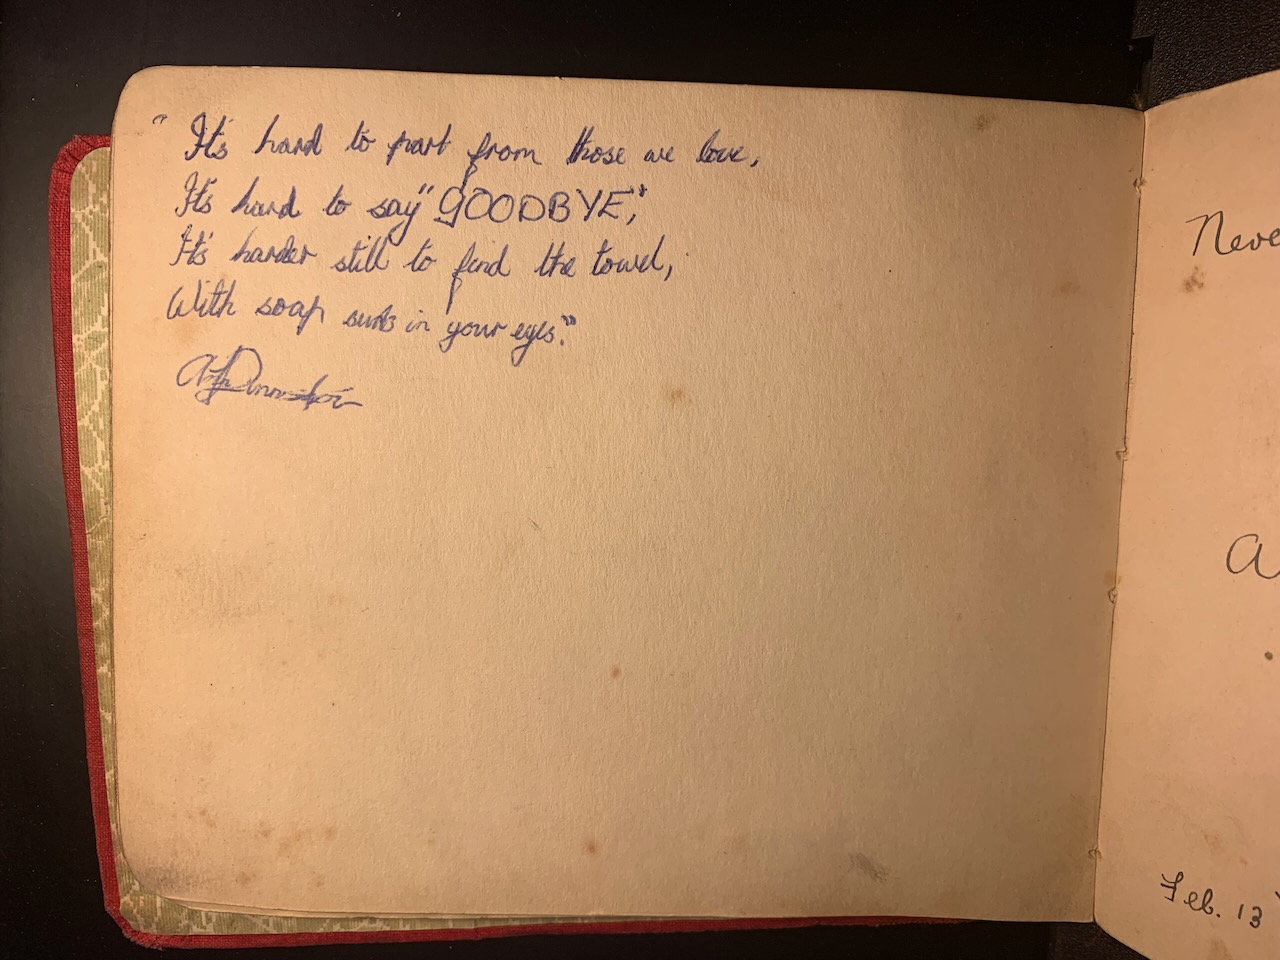 "It's hard to part from those we love,
It's hard to say "GOODBYE",
It's harder still to find the towel,
With soap suds in your eyes."
Neve
a
Feb. 13